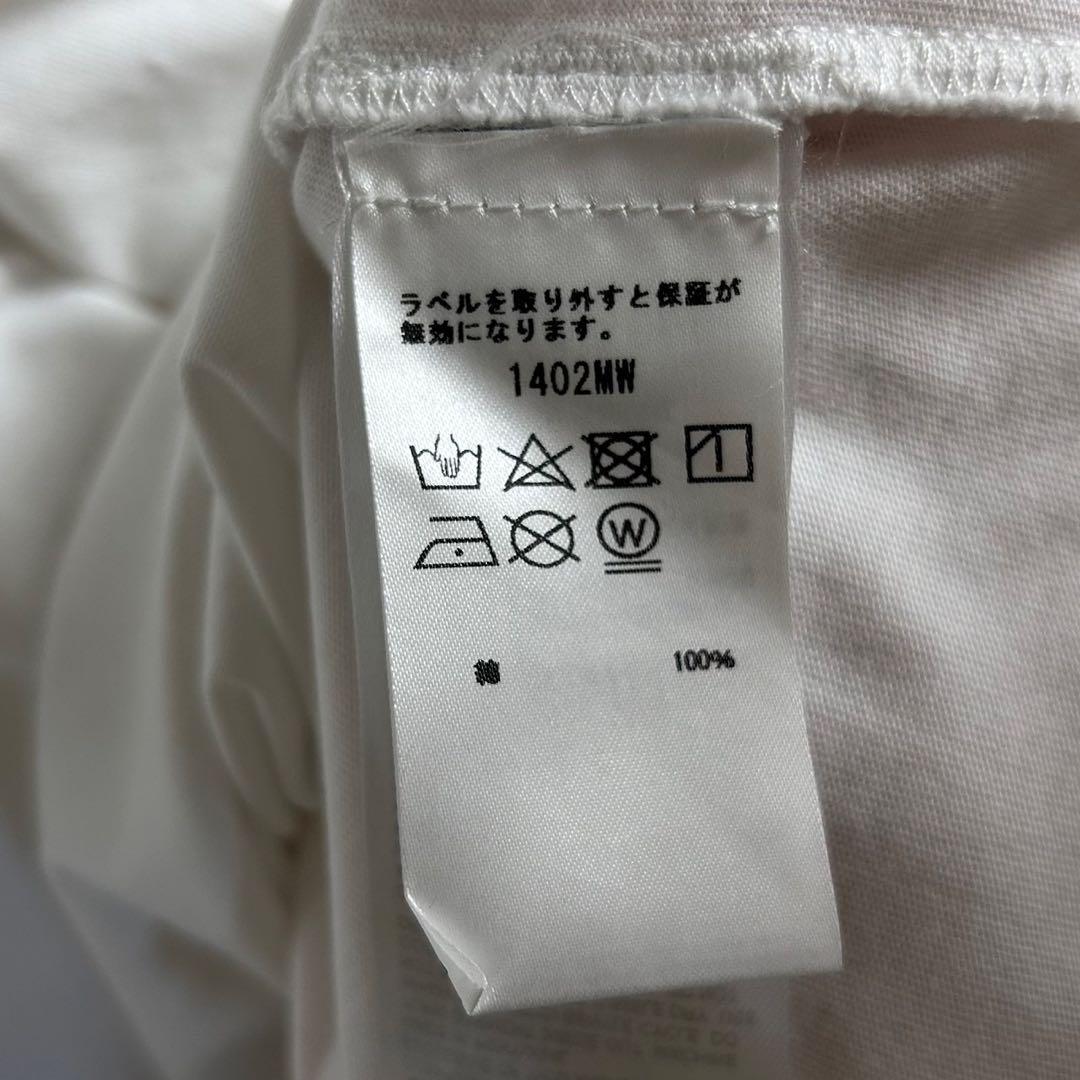 ラベルを取り外すと保証が
無効になります。
1402MW
W
綿 100%